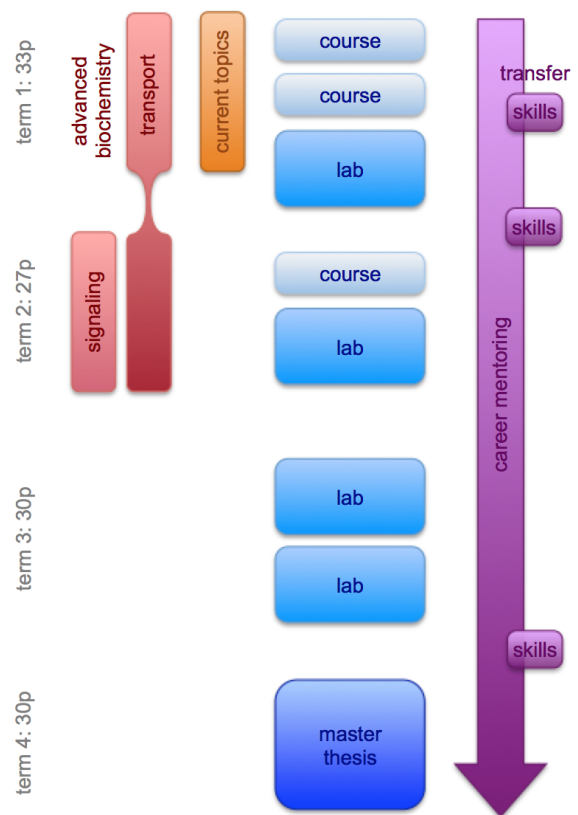 term 1: 33p
advanced
biochemistry
transport
current topics
course
course
lab
transfer
skills
skills
term 2: 27p
signaling
course
lab
career mentoring
term 3: 30p
lab
lab
skills
term 4: 30p
master
thesis